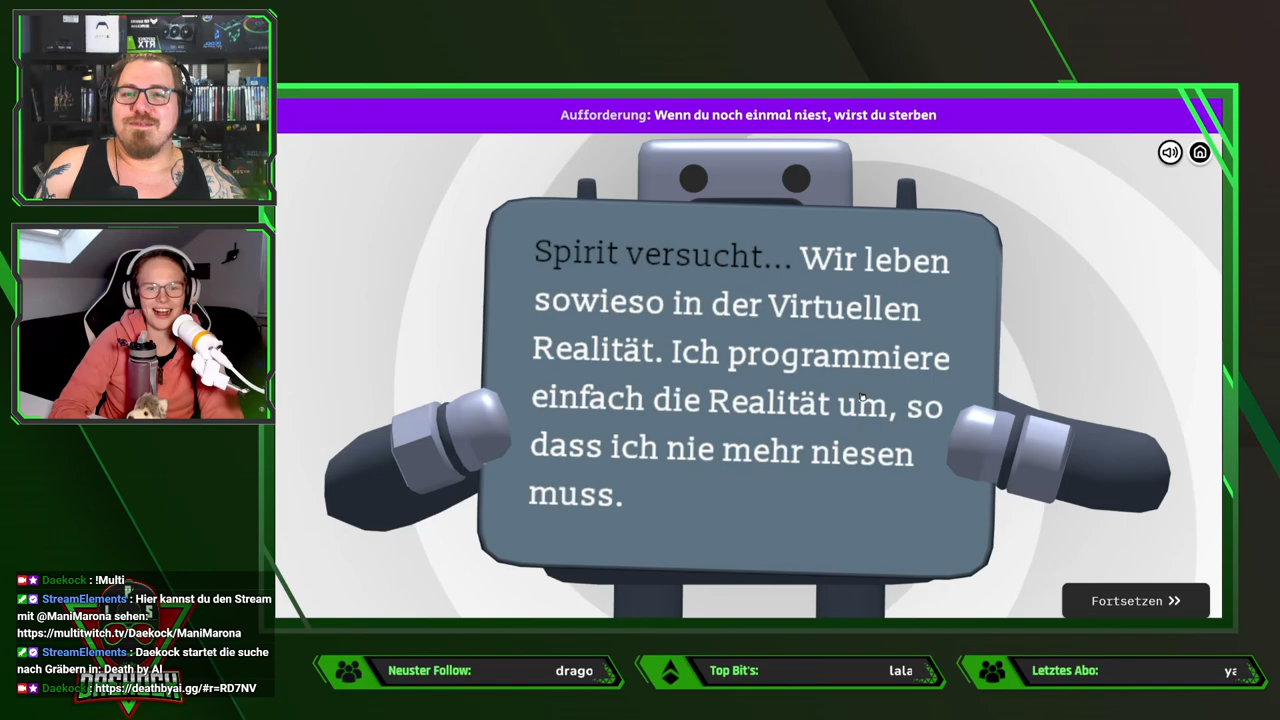 Aufforderung: Wenn du noch einmal niest, wirst du sterben
Spirit versucht... Wir leben
sowieso in der Virtuellen
Realität. Ich programmiere
einfach die Realität um, so
dass ich nie mehr niesen
muss.
Fortsetzen
Daekock : !Multi
StreamElements : Hier kannst du den Stream
mit @ManiMarona sehen:
https://multitwitch.tv/Daekock/ManiMarona
StreamElements : Daekock startet die suche
nach Gräbern in: Death by AI
Daekock : https://deathbyai.gg/#r=RD7NV
Neuster Follow: drago
Top Bit's: lala
Letztes Abo: